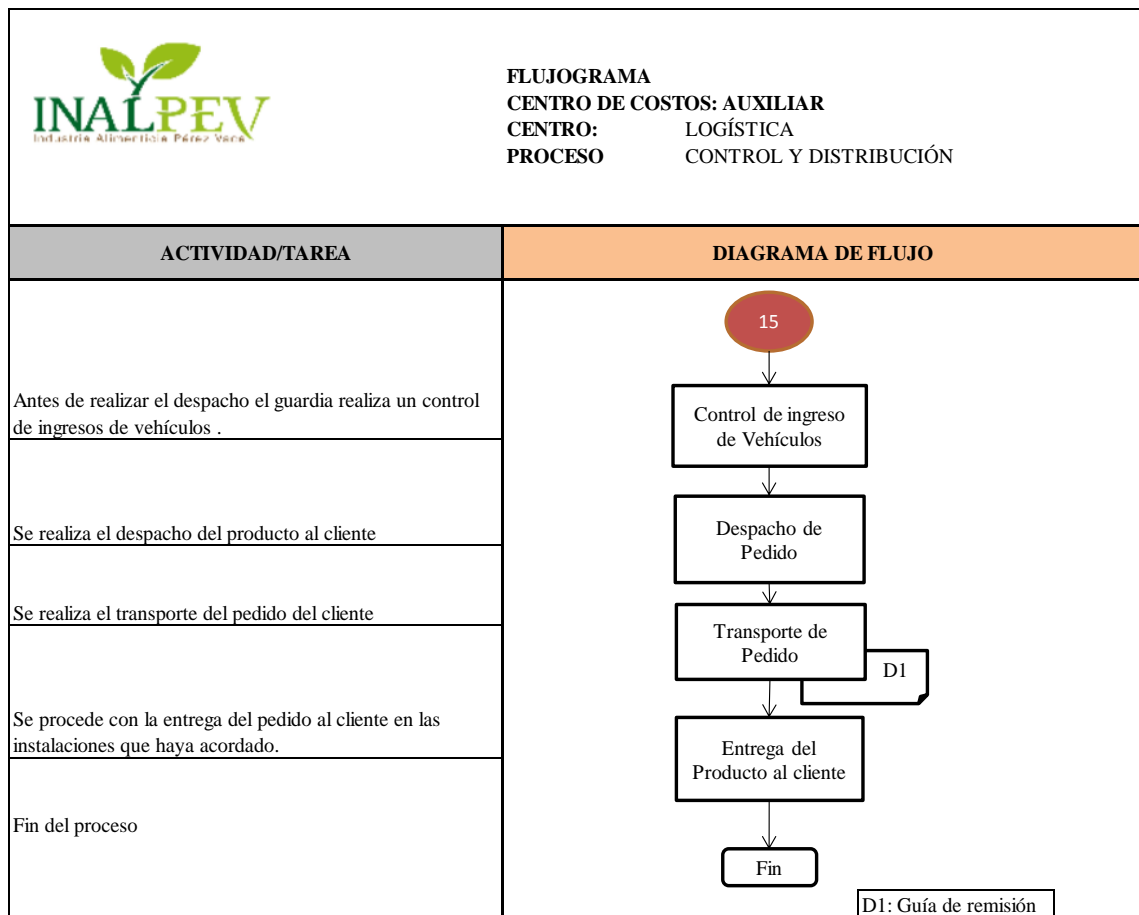 INALPEV
Industria Alimenticia Pérez Vaca
FLUJOGRAMA
CENTRO DE COSTOS: AUXILIAR
CENTRO: LOGÍSTICA
PROCESO CONTROL Y DISTRIBUCIÓN
ACTIVIDAD/TAREA
DIAGRAMA DE FLUJO
Antes de realizar el despacho el guardia realiza un control
de ingresos de vehículos .
Se realiza el despacho del producto al cliente
Se realiza el transporte del pedido del cliente
Se procede con la entrega del pedido al cliente en las
instalaciones que haya acordado.
Fin del proceso
15
Control de ingreso
de Vehículos
Despacho de
Pedido
Transporte de
Pedido
D1
Entrega del
Producto al cliente
Fin
D1: Guía de remisión